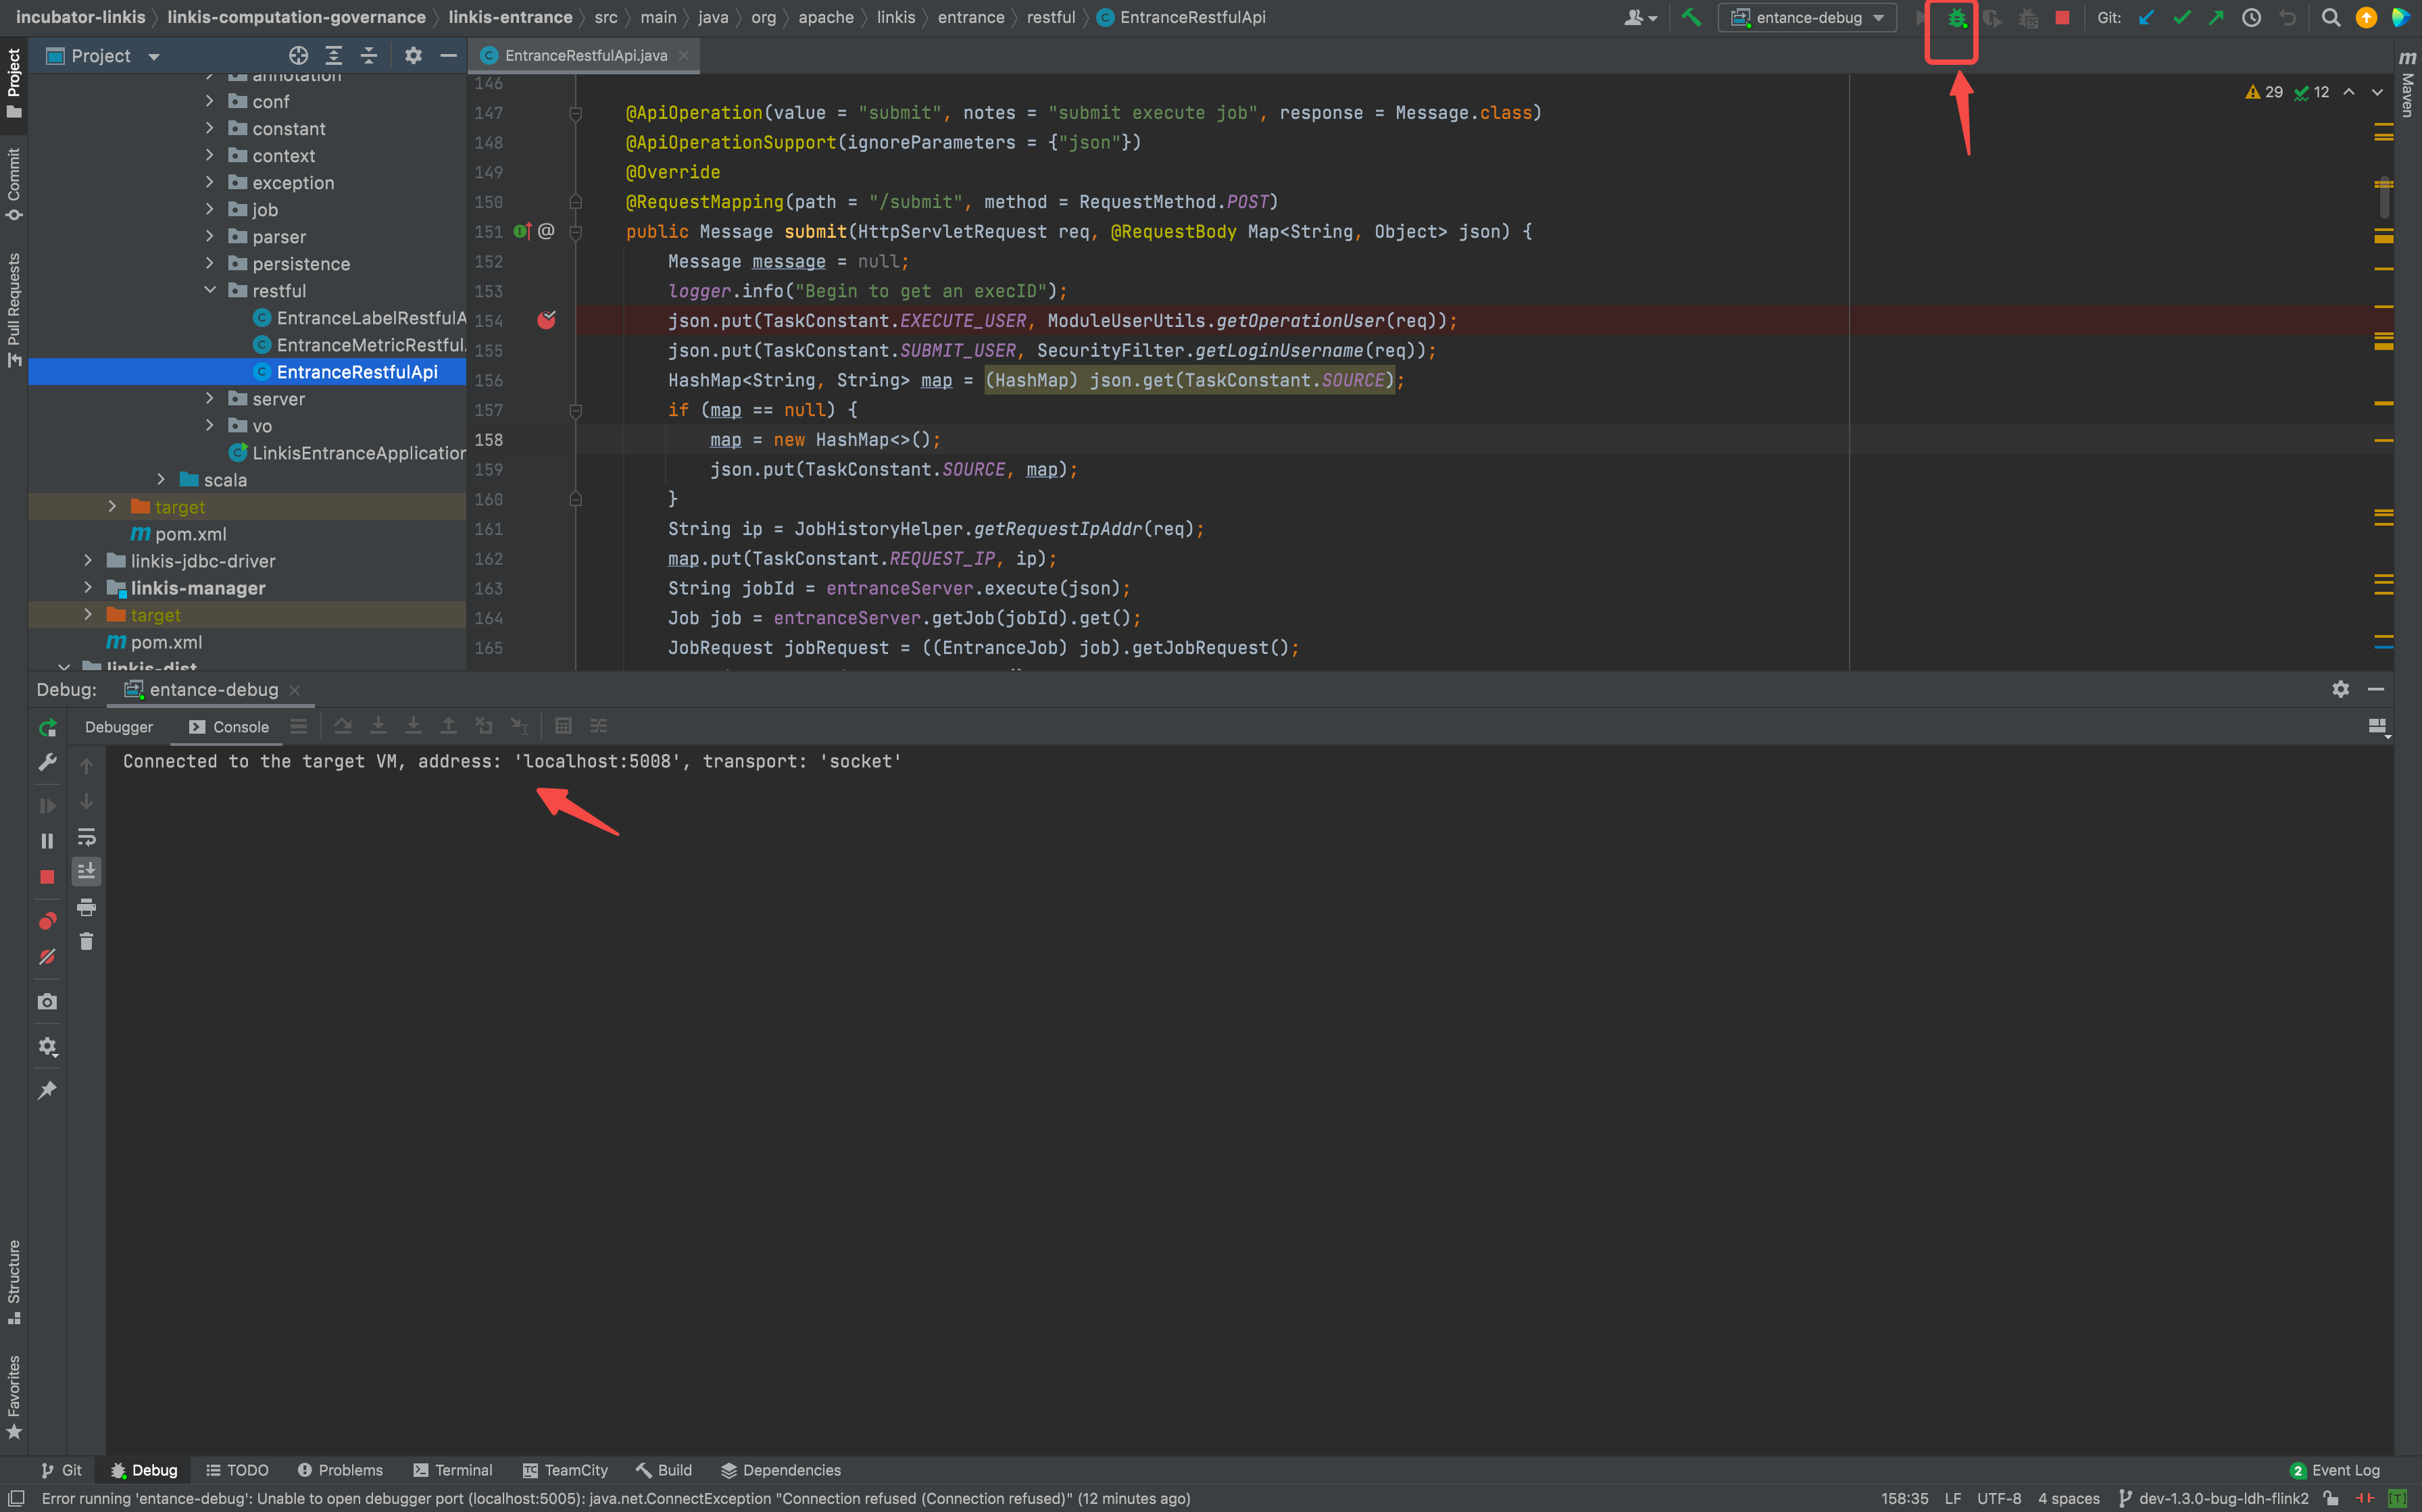 incubator-linkis 〉 linkis-computation-governance 〉 linkis-entrance 〉 src 〉 main 〉 java 〉 org 〉 apache 〉 linkis 〉 entrance 〉 restful 〉 C EntranceRestfulApi
entance-debug
Git:
Project
EntranceRestfulApi.java
Project
Commit
Pull Requests
Structure
Favorites
m Maven
annotation
conf
constant
context
exception
job
parser
persistence
restful
C EntranceLabelRestfulA
C EntranceMetricRestful
C EntranceRestfulApi
server
vo
LinkisEntranceApplication
scala
target
m pom.xml
linkis-jdbc-driver
linkis-manager
target
m pom.xml
linkis-dist
29 12
146
147 @ApiOperation(value = "submit", notes = "submit execute job", response = Message.class)
148 @ApiOperationSupport(ignoreParameters = {"json"})
149 @Override
150 @RequestMapping(path = "/submit", method = RequestMethod.POST)
151 @ public Message submit(HttpServletRequest req, @RequestBody Map<String, Object> json) {
152 Message message = null;
153 logger.info("Begin to get an execID");
154 json.put(TaskConstant.EXECUTE_USER, ModuleUserUtils.getOperationUser(req));
155 json.put(TaskConstant.SUBMIT_USER, SecurityFilter.getLoginUsername(req));
156 HashMap<String, String> map = (HashMap) json.get(TaskConstant.SOURCE);
157 if (map == null) {
158 map = new HashMap<>();
159 json.put(TaskConstant.SOURCE, map);
160 }
161 String ip = JobHistoryHelper.getRequestIpAddr(req);
162 map.put(TaskConstant.REQUEST_IP, ip);
163 String jobId = entranceServer.execute(json);
164 Job job = entranceServer.getJob(jobId).get();
165 JobRequest jobRequest = ((EntranceJob) job).getJobRequest();
Debug: entance-debug
Debugger Console
Connected to the target VM, address: 'localhost:5008', transport: 'socket'
Git Debug TODO Problems Terminal TC TeamCity Build Dependencies
2 Event Log
Error running 'entance-debug': Unable to open debugger port (localhost:5005): java.net.ConnectException "Connection refused (Connection refused)" (12 minutes ago)
158:35 LF UTF-8 4 spaces dev-1.3.0-bug-ldh-flink2 [T]